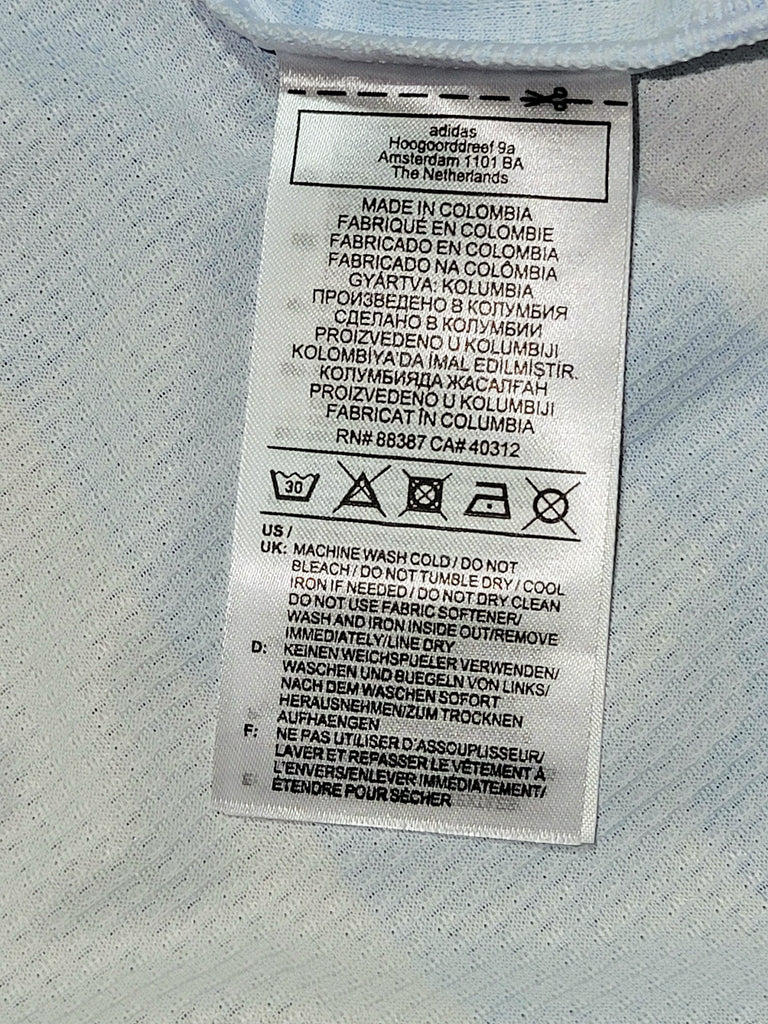 adidas
Hoogoorddreef 9a
Amsterdam 1101 BA
The Netherlands
MADE IN COLOMBIA
FABRIQUÉ EN COLOMBIE
FABRICADO EN COLOMBIA
FABRICADO NA COLÔMBIA
GYÁRTVA: KOLUMBIA
ПРОИЗВЕДЕНО В КОЛУМБИЯ
СДЕЛАНО В КОЛУМБИИ
PROIZVEDENO U KOLUMBIJI
KOLOMBİYA'DA İMAL EDİLMİŞTİR.
КОЛУМБИЯДА ЖАСАЛҒАН
PROIZVEDENO U KOLUMBIJI
FABRICAT ÎN COLUMBIA
RN# 88387 CA# 40312
30
US /
UK: MACHINE WASH COLD / DO NOT
BLEACH / DO NOT TUMBLE DRY / COOL
IRON IF NEEDED / DO NOT DRY CLEAN
DO NOT USE FABRIC SOFTENER/
WASH AND IRON INSIDE OUT/REMOVE
IMMEDIATELY/LINE DRY
D: KEINEN WEICHSPUELER VERWENDEN/
WASCHEN UND BUEGELN VON LINKS/
NACH DEM WASCHEN SOFORT
HERAUSNEHMEN/ZUM TROCKNEN
AUFHAENGEN
F: NE PAS UTILISER D'ASSOUPLISSEUR/
LAVER ET REPASSER LE VÊTEMENT À
L'ENVERS/ENLEVER IMMÉDIATEMENT/
ÉTENDRE POUR SÉCHER